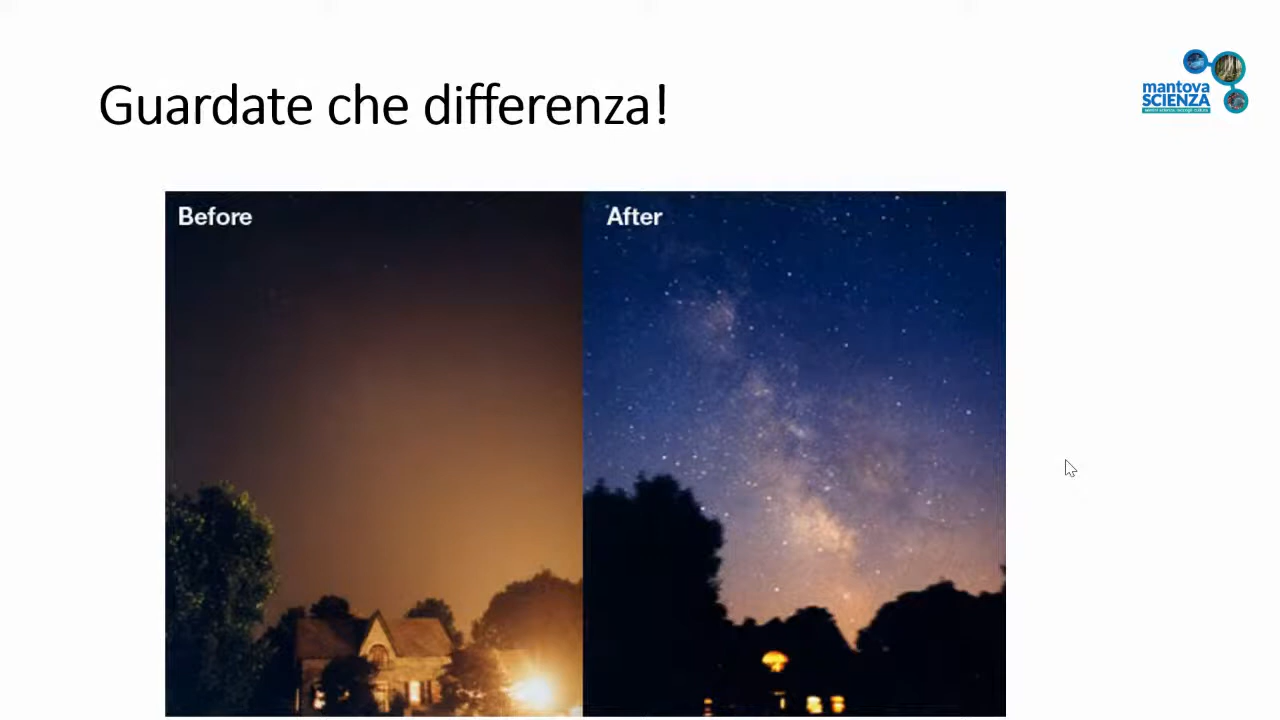 Guardate che differenza!
mantova
SCIENZA
Before
After